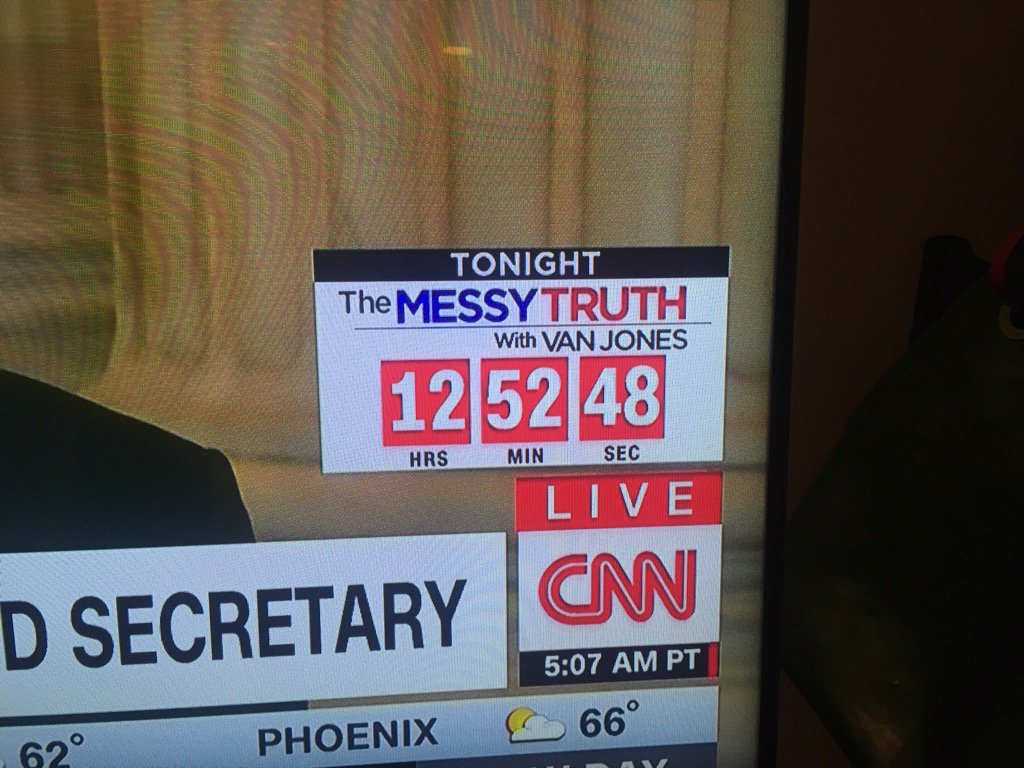 TONIGHT
The MESSY TRUTH
With VAN JONES
12 52 48
HRS MIN SEC
LIVE
CNN
D SECRETARY
5:07 AM PT
62° PHOENIX 66°
DAY